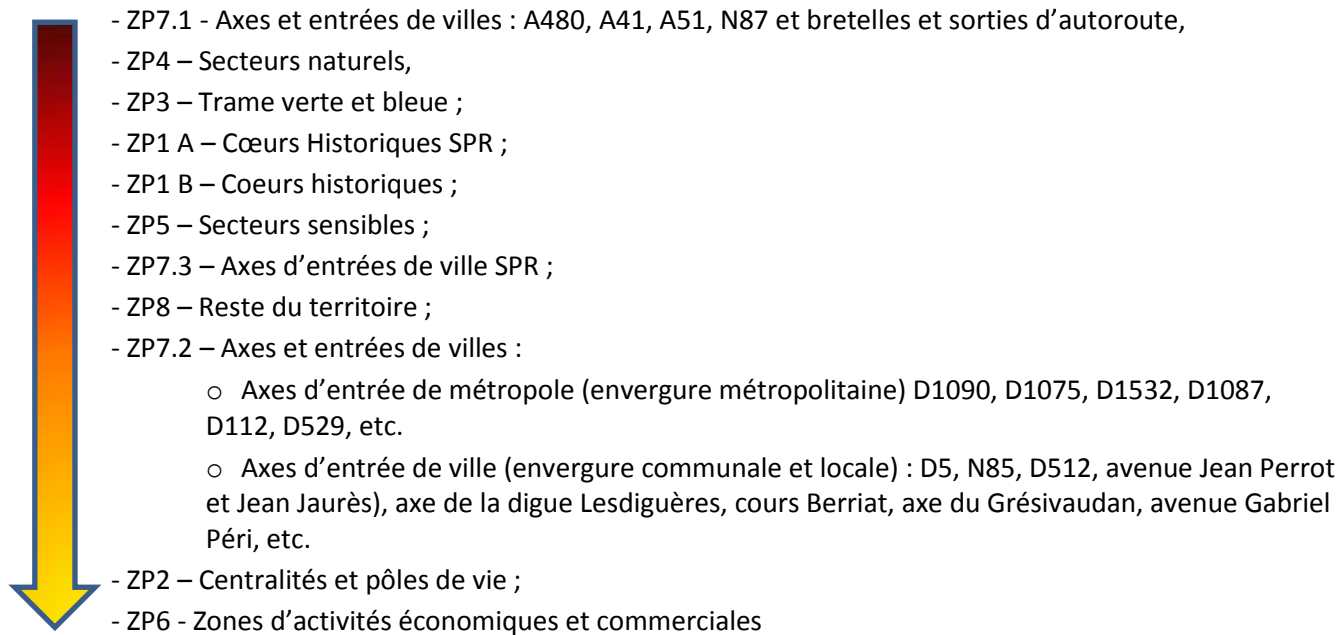 - ZP7.1 - Axes et entrées de villes : A480, A41, A51, N87 et bretelles et sorties d’autoroute,
- ZP4 – Secteurs naturels,
- ZP3 – Trame verte et bleue ;
- ZP1 A – Cœurs Historiques SPR ;
- ZP1 B – Coeurs historiques ;
- ZP5 – Secteurs sensibles ;
- ZP7.3 – Axes d’entrées de ville SPR ;
- ZP8 – Reste du territoire ;
- ZP7.2 – Axes et entrées de villes :
o Axes d’entrée de métropole (envergure métropolitaine) D1090, D1075, D1532, D1087,
D112, D529, etc.
o Axes d’entrée de ville (envergure communale et locale) : D5, N85, D512, avenue Jean Perrot
et Jean Jaurès), axe de la digue Lesdiguères, cours Berriat, axe du Grésivaudan, avenue Gabriel
Péri, etc.
- ZP2 – Centralités et pôles de vie ;
- ZP6 - Zones d’activités économiques et commerciales